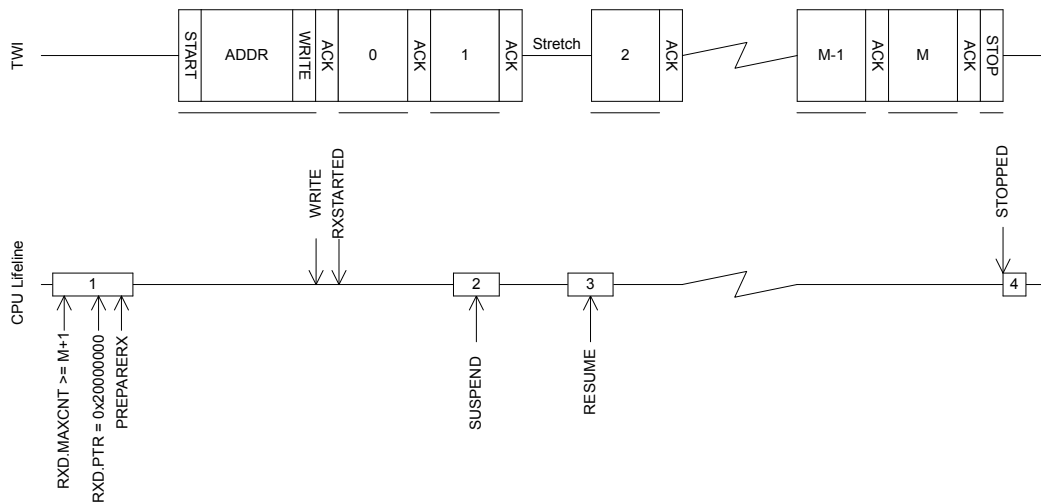 TWI
START
ADDR
WRITE
ACK
0
ACK
1
ACK
Stretch
2
ACK
M-1
ACK
M
ACK
STOP
CPU Lifeline
WRITE
RXSTARTED
STOPPED
1
2
3
4
RXD.MAXCNT >= M+1
RXD.PTR = 0x20000000
PREPARERX
SUSPEND
RESUME